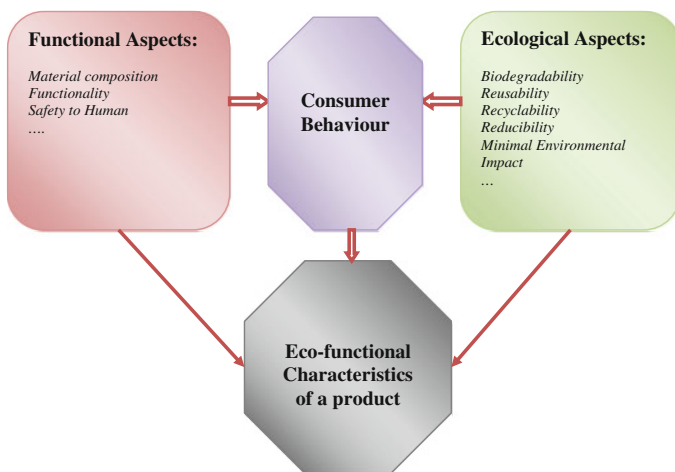 Functional Aspects:
Material composition
Functionality
Safety to Human
....
Consumer
Behaviour
Ecological Aspects:
Biodegradability
Reusability
Recyclability
Reducibility
Minimal Environmental
Impact
...
Eco-functional
Characteristics
of a product